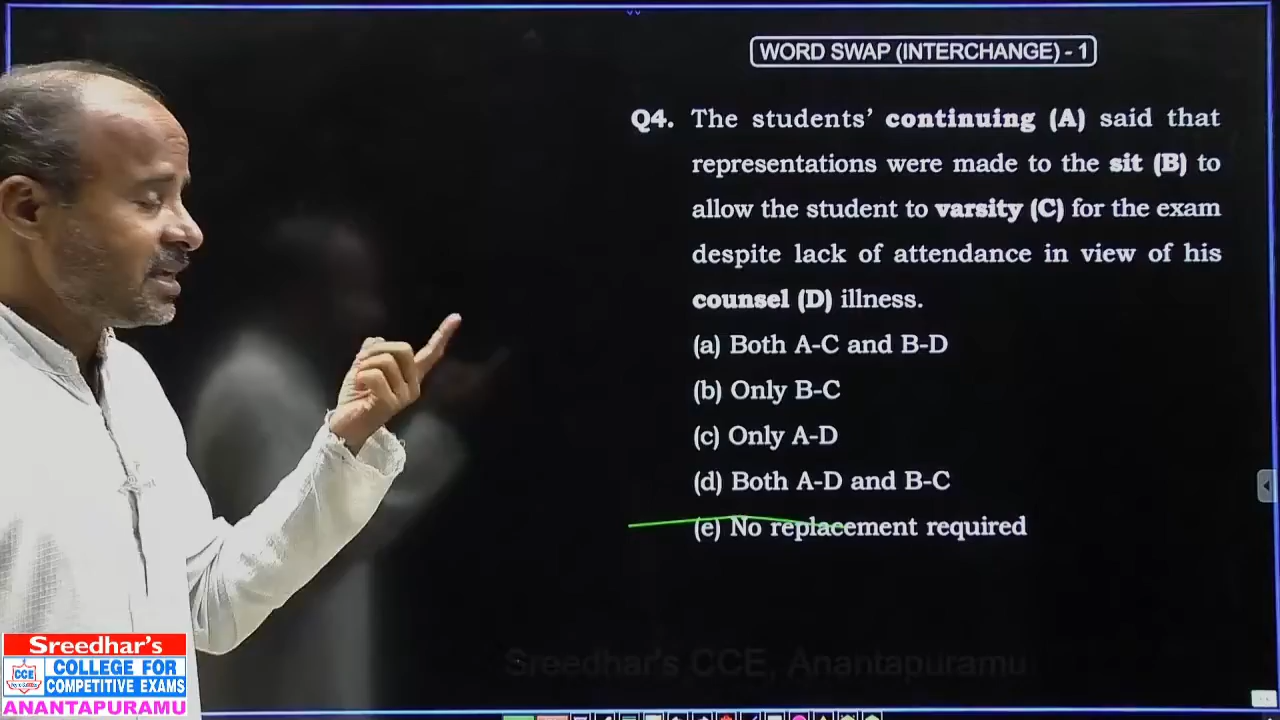 WORD SWAP (INTERCHANGE) - 1
Q4. The students' continuing (A) said that
representations were made to the sit (B) to
allow the student to varsity (C) for the exam
despite lack of attendance in view of his
counsel (D) illness.
(a) Both A-C and B-D
(b) Only B-C
(c) Only A-D
(d) Both A-D and B-C
(e) No replacement required
Sreedhar's CCE
Sreedhar's
CCE
COLLEGE FOR
COMPETITIVE EXAMS
ANANTAPURAMU